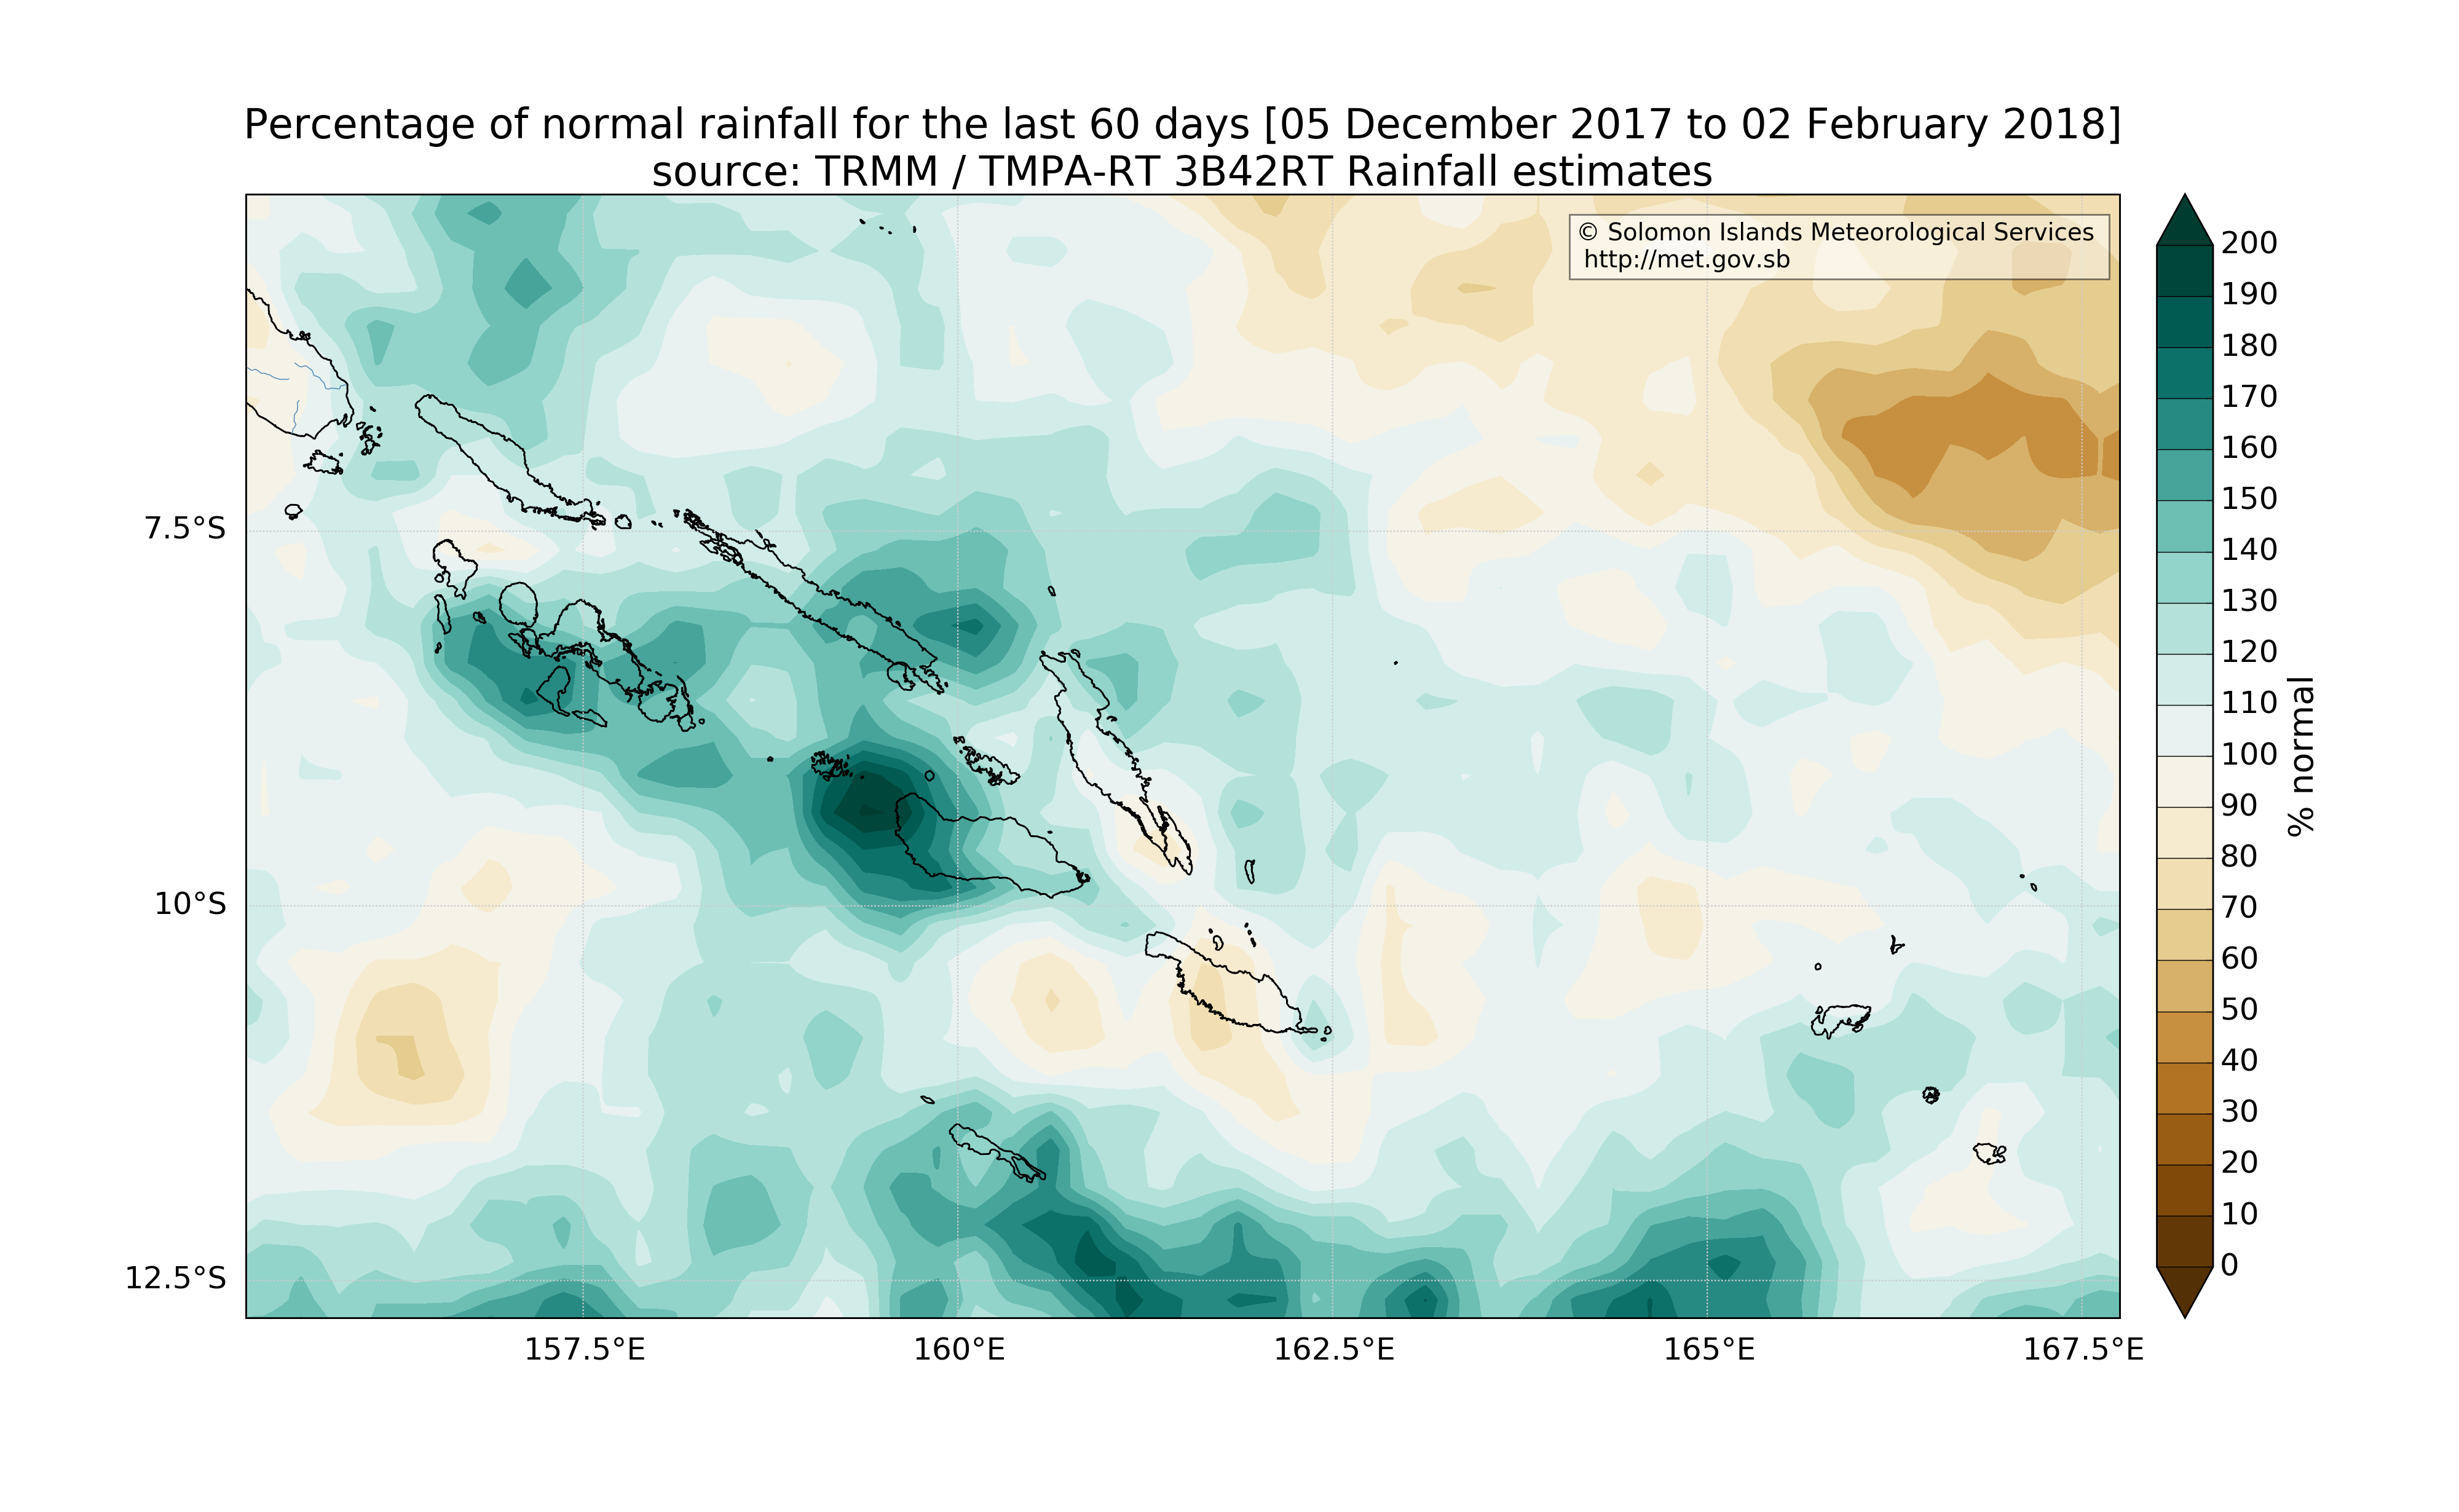 Percentage of normal rainfall for the last 60 days [05 December 2017 to 02 February 2018]
source: TRMM / TMPA-RT 3B42RT Rainfall estimates
© Solomon Islands Meteorological Services
http://met.gov.sb
7.5°S
10°S
12.5°S
157.5°E
160°E
162.5°E
165°E
167.5°E
200
190
180
170
160
150
140
130
120
110
100
90
80
70
60
50
40
30
20
10
0
% normal